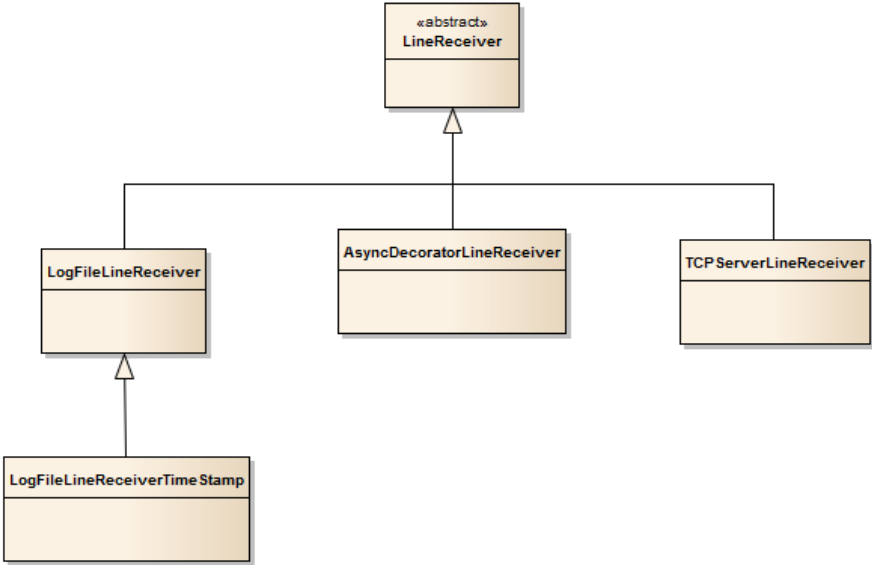 «abstract»
LineReceiver
LogFileLineReceiver
AsyncDecoratorLineReceiver
TCPServerLineReceiver
LogFileLineReceiverTimeStamp